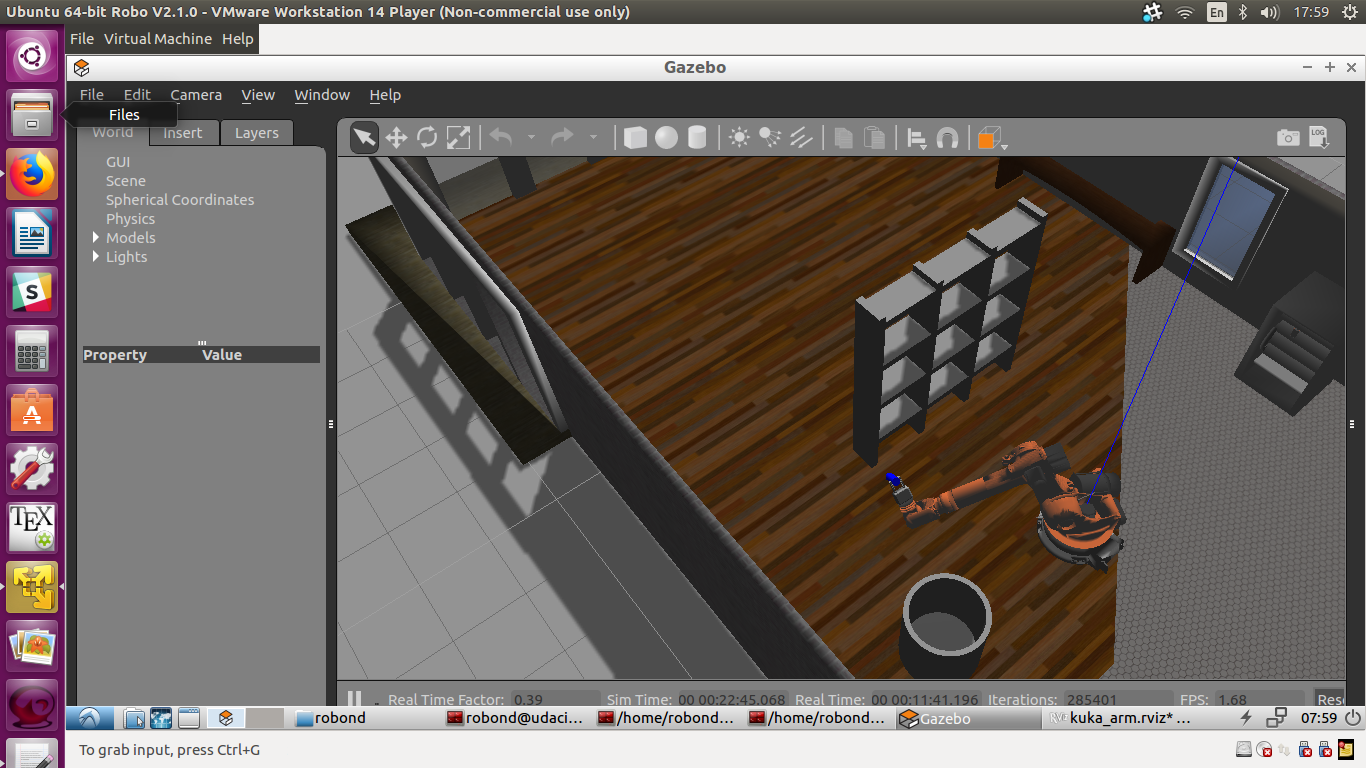 Ubuntu 64-bit Robo V2.1.0 - VMware Workstation 14 Player (Non-commercial use only)
En
17:59
File Virtual Machine Help
Gazebo
File Edit Camera View Window Help
Files
World Insert Layers
LOG
GUI
Scene
Spherical Coordinates
Physics
Models
Lights
Property Value
S
A
TEX
Real Time Factor: 0.39 Sim Time: 00 00:22:45.068 Real Time: 00 00:11:41.196 Iterations: 285401 FPS: 1.68 Rese
robond robond@udaci... /home/robond... /home/robond... Gazebo kuka_arm.rviz* ... 07:59
To grab input, press Ctrl+G